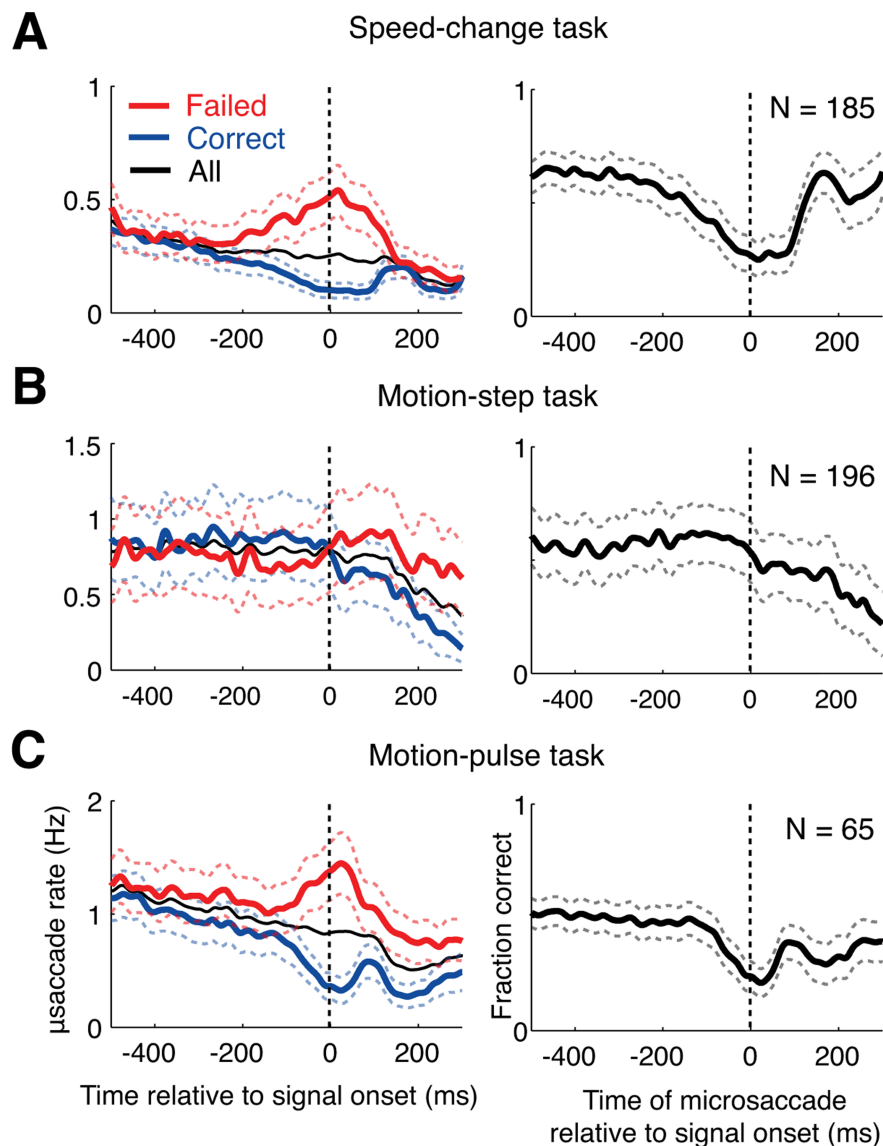 A
Speed-change task
1
0.5
0
Failed
Correct
All
-400
-200
0
200
1
0
N = 185
-400
-200
0
200
B
Motion-step task
1.5
1
0.5
0
-400
-200
0
200
1
0
N = 196
-400
-200
0
200
C
Motion-pulse task
µsaccade rate (Hz)
2
1
0
-400
-200
0
200
Time relative to signal onset (ms)
Fraction correct
1
0
N = 65
-400
-200
0
200
Time of microsaccade
relative to signal onset (ms)